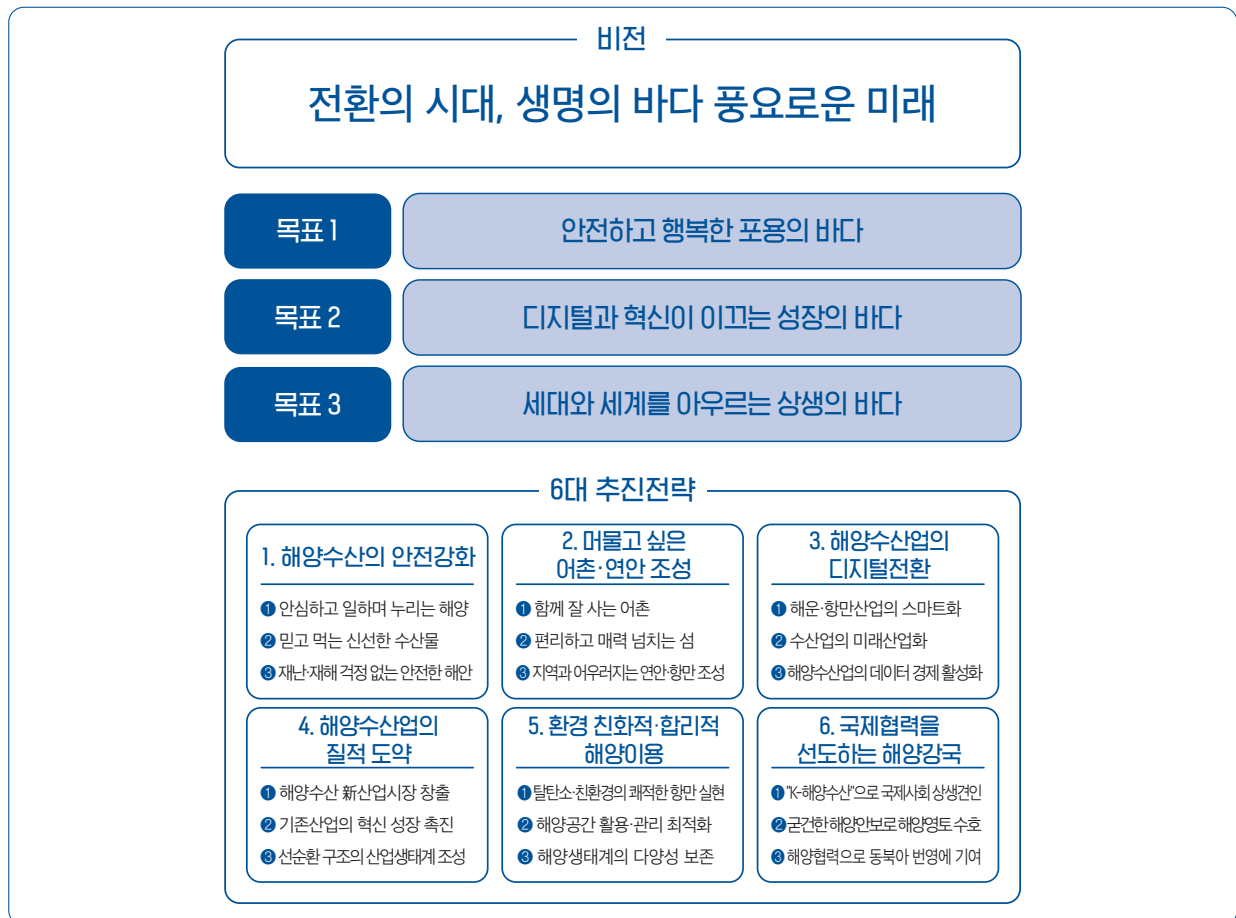 비전
전환의 시대, 생명의 바다 풍요로운 미래
목표 1
안전하고 행복한 포용의 바다
목표 2
디지털과 혁신이 이끄는 성장의 바다
목표 3
세대와 세계를 아우르는 상생의 바다
6대 추진전략
1. 해양수산의 안전강화
❶ 안심하고 일하며 누리는 해양
❷ 믿고 먹는 신선한 수산물
❸ 재난·재해 걱정 없는 안전한 해안
2. 머물고 싶은
어촌·연안 조성
❶ 함께 잘 사는 어촌
❷ 편리하고 매력 넘치는 섬
❸ 지역과 어우러지는 연안·항만 조성
3. 해양수산업의
디지털전환
❶ 해운·항만산업의 스마트화
❷ 수산업의 미래산업화
❸ 해양수산업의 데이터 경제 활성화
4. 해양수산업의
질적 도약
❶ 해양수산 新산업시장 창출
❷ 기존산업의 혁신 성장 촉진
❸ 선순환 구조의 산업생태계 조성
5. 환경 친화적·합리적
해양이용
❶ 탈탄소·친환경의 쾌적한 항만 실현
❷ 해양공간 활용·관리 최적화
❸ 해양생태계의 다양성 보존
6. 국제협력을
선도하는 해양강국
❶ "K-해양수산"으로 국제사회 상생견인
❷ 굳건한 해양안보로 해양영토 수호
❸ 해양협력으로 동북아 번영에 기여